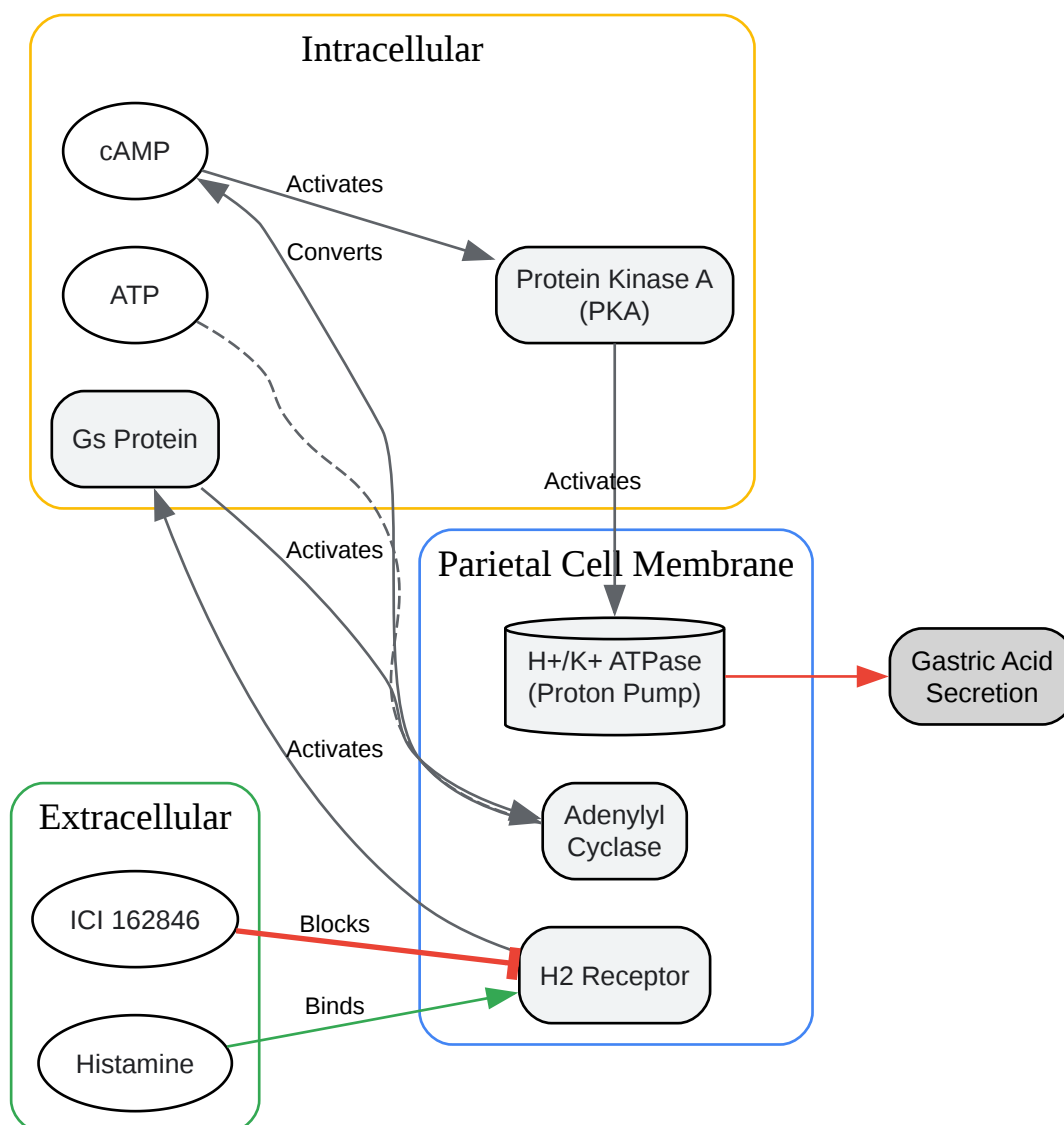 Intracellular
cAMP
Activates
Converts
ATP
Protein Kinase A
(PKA)
Gs Protein
Activates
Activates
Parietal Cell Membrane
H+/K+ ATPase
(Proton Pump)
Gastric Acid
Secretion
Activates
Extracellular
Adenylyl
Cyclase
ICI 162846
Blocks
H2 Receptor
Binds
Histamine